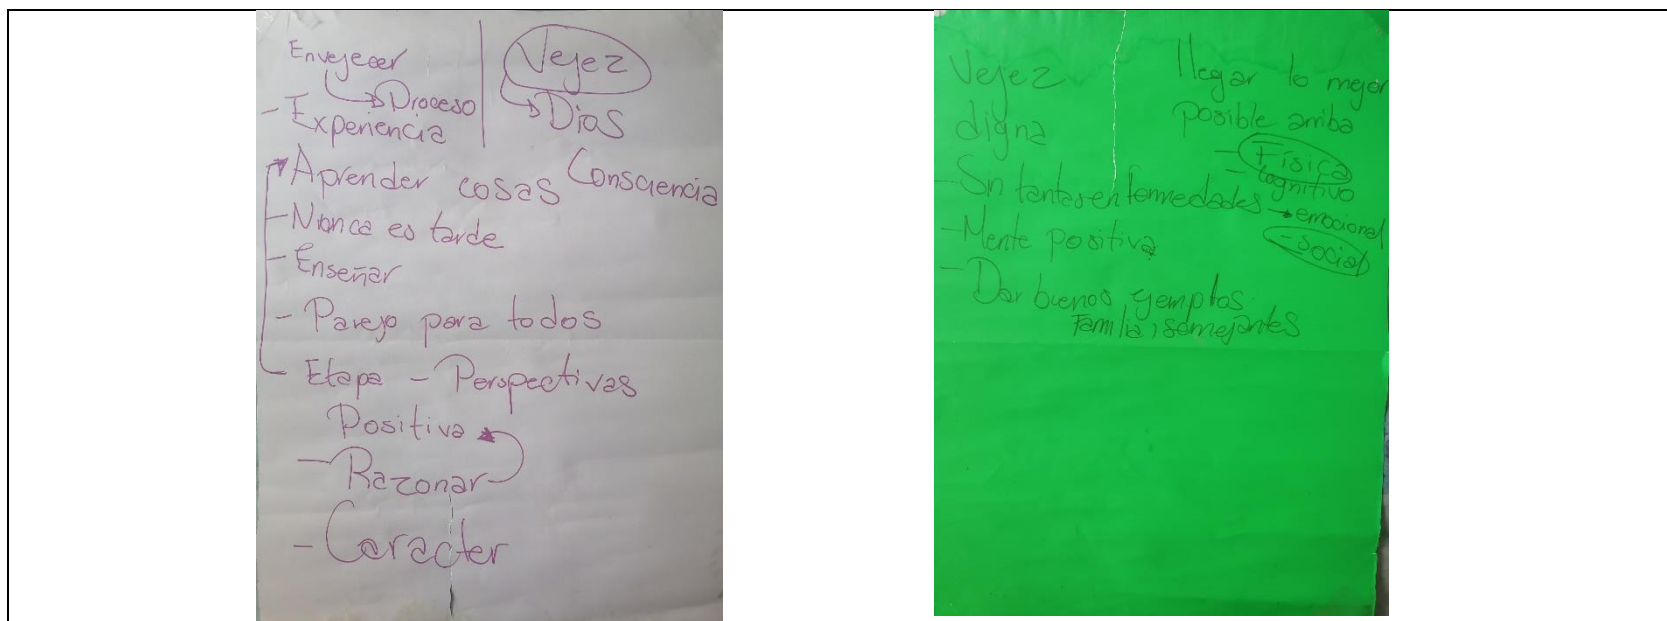 Envejecer
Proceso
- Experiencia
Vejez
Dios
Aprender cosas
Consciencia
- Nunca es tarde
- Enseñar
- Parejo para todos
Etapa - Perspectivas
Positiva
- Razonar
- Caracter
Vejez
digna
- Sin tantas enfermedades
- Mente positiva
- Dar buenos ejemplos
Familia, semejantes
llegar lo mejor
posible arriba
- Física
- cognitivo
emocional
- social